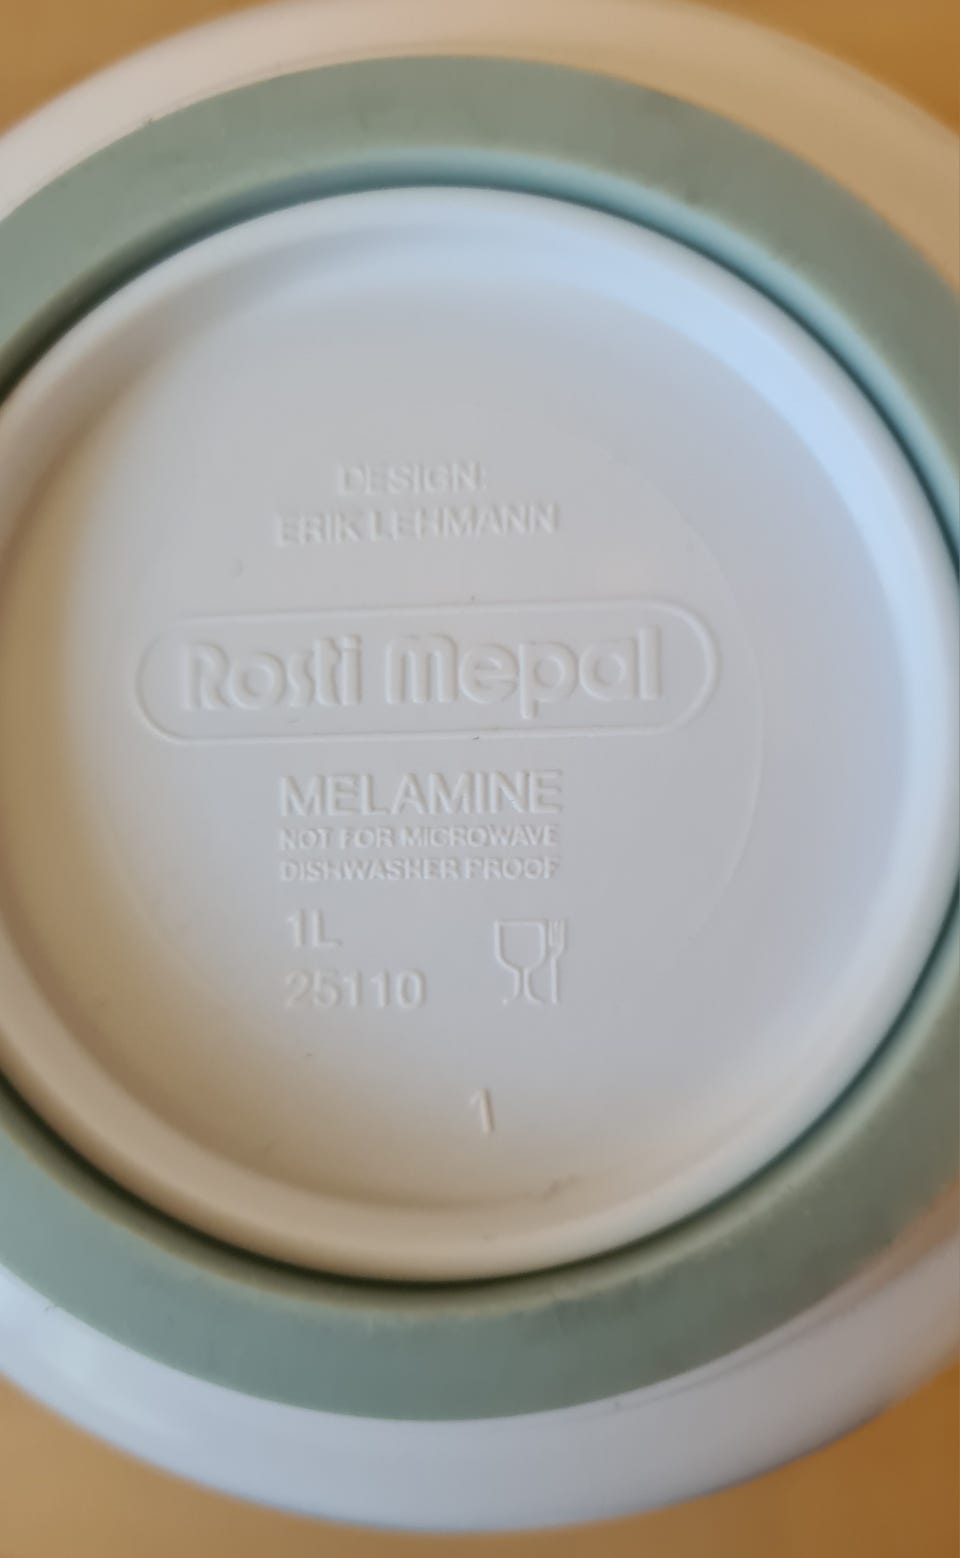 DESIGN:
ERIK LEHMANN
Rosti Mepal
MELAMINE
NOT FOR MICROWAVE
DISHWASHER PROOF
1L
25110
1